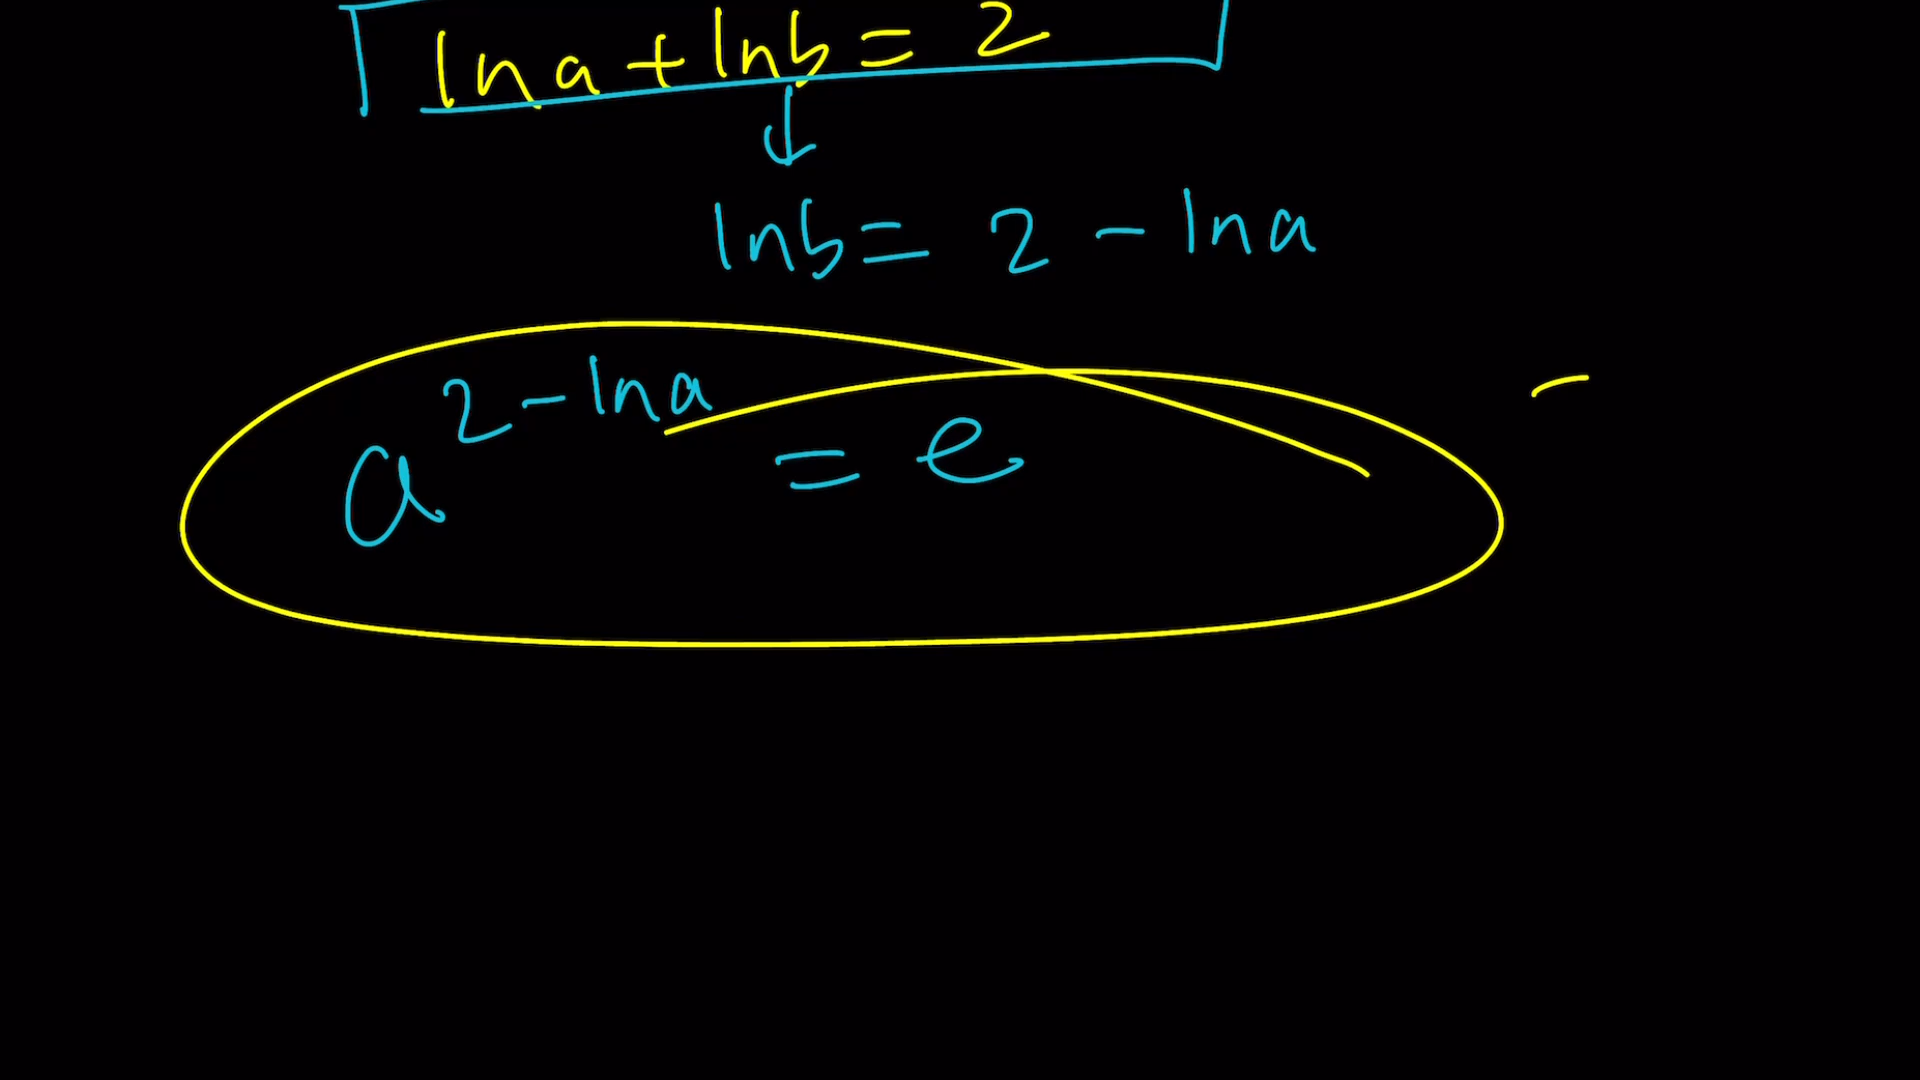 ln a + ln b = 2
ln b = 2 - ln a
a^{2 - ln a} = e